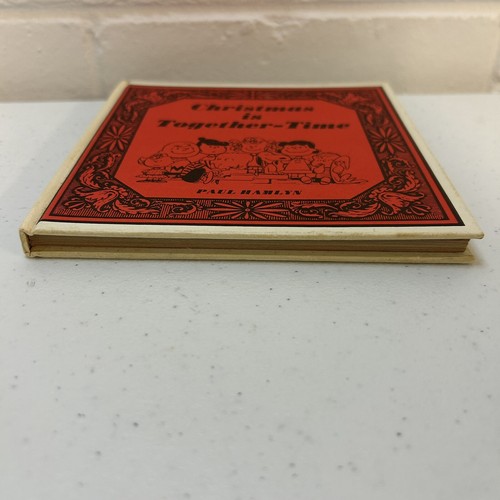 Christmas
is
Together-Time
PAUL HAMLYN